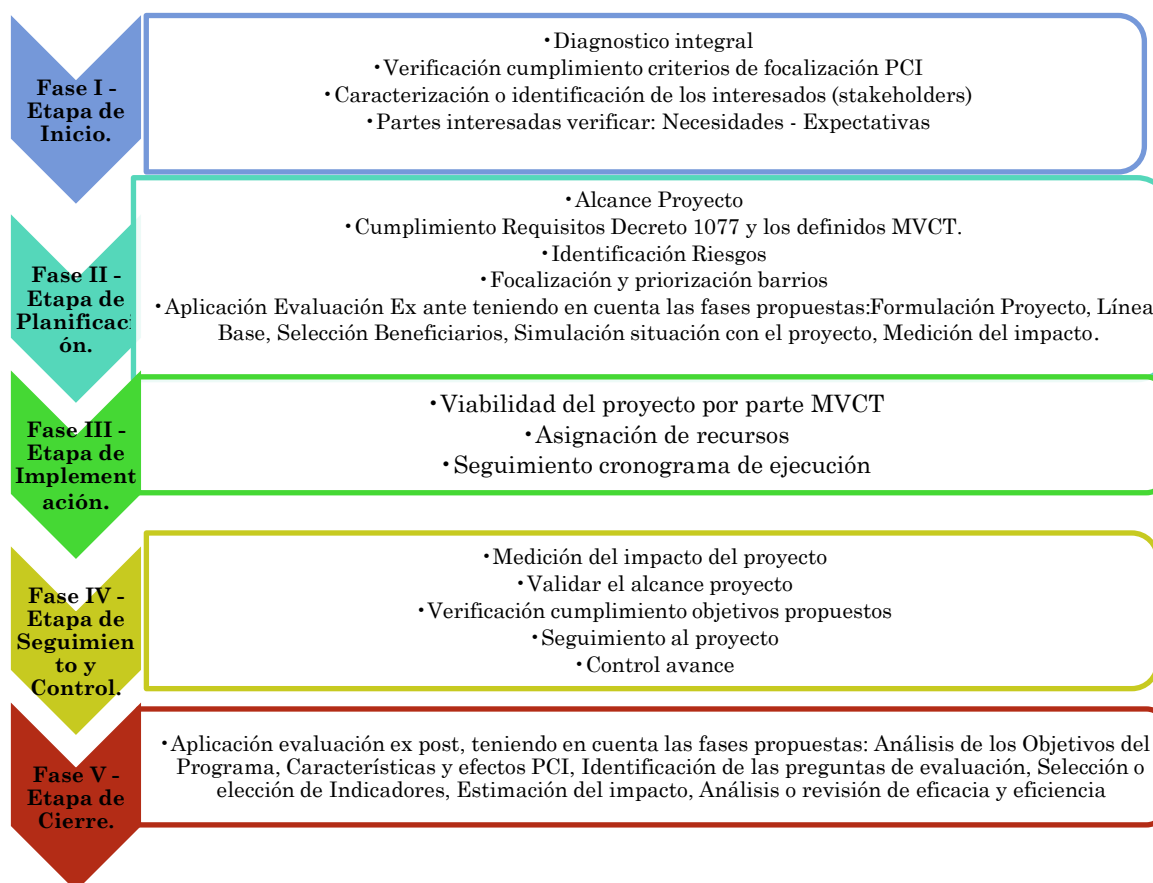 Fase I -
Etapa de
Inicio.
•Diagnostico integral
•Verificación cumplimiento criterios de focalización PCI
•Caracterización o identificación de los interesados (stakeholders)
•Partes interesadas verificar: Necesidades - Expectativas
Fase II -
Etapa de
Planificaci
ón.
•Alcance Proyecto
•Cumplimiento Requisitos Decreto 1077 y los definidos MVCT.
•Identificación Riesgos
•Focalización y priorización barrios
•Aplicación Evaluación Ex ante teniendo en cuenta las fases propuestas:Formulación Proyecto, Línea
Base, Selección Beneficiarios, Simulación situación con el proyecto, Medición del impacto.
Fase III -
Etapa de
Implement
ación.
•Viabilidad del proyecto por parte MVCT
•Asignación de recursos
•Seguimiento cronograma de ejecución
Fase IV -
Etapa de
Seguimien
to y
Control.
•Medición del impacto del proyecto
•Validar el alcance proyecto
•Verificación cumplimiento objetivos propuestos
•Seguimiento al proyecto
•Control avance
Fase V -
Etapa de
Cierre.
•Aplicación evaluación ex post, teniendo en cuenta las fases propuestas: Análisis de los Objetivos del
Programa, Características y efectos PCI, Identificación de las preguntas de evaluación, Selección o
elección de Indicadores, Estimación del impacto, Análisis o revisión de eficacia y eficiencia